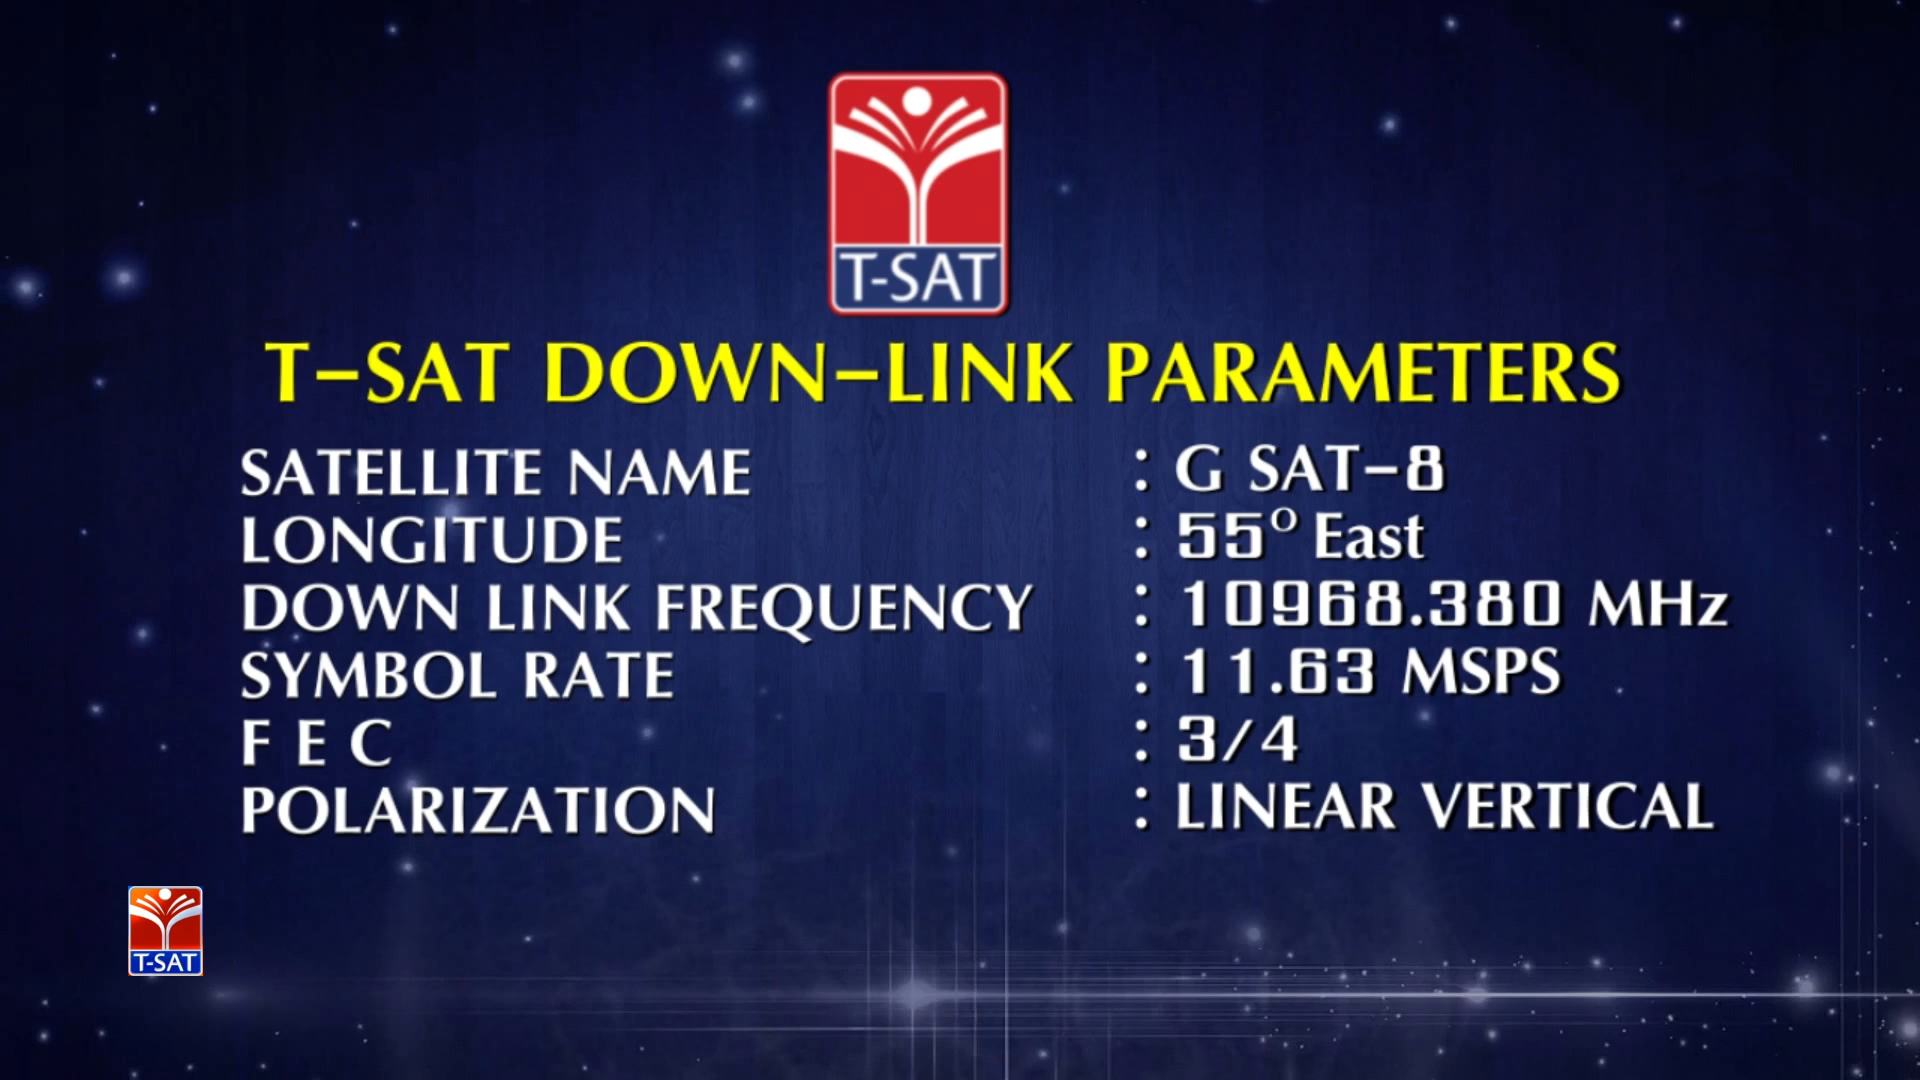 T-SAT
T-SAT DOWN-LINK PARAMETERS
SATELLITE NAME : G SAT-8
LONGITUDE : 55° East
DOWN LINK FREQUENCY : 10968.380 MHz
SYMBOL RATE : 11.63 MSPS
F E C : 3/4
POLARIZATION : LINEAR VERTICAL
T-SAT